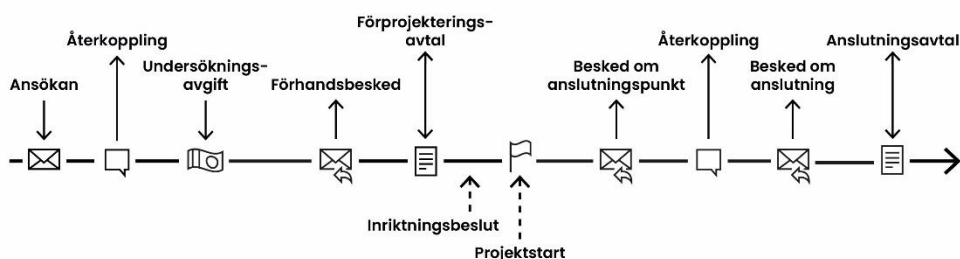 Ansökan
Återkoppling
Undersöknings-
avgift
Förhandsbesked
Förprojekterings-
avtal
Inriktningsbeslut
Projektstart
Besked om
anslutningspunkt
Återkoppling
Besked om
anslutning
Anslutningsavtal